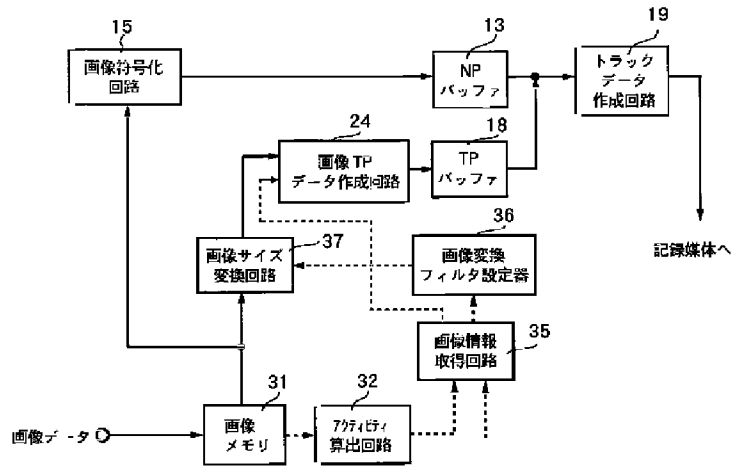 15
画像符号化
回路
13
NP
バッファ
19
トラック
データ
作成回路
24
画像TP
データ作成回路
18
TP
バッファ
記録媒体へ
37
画像サイズ
変換回路
36
画像変換
フィルタ設定器
35
画像情報
取得回路
画像データ
31
画像
メモリ
32
アクティビティ
算出回路